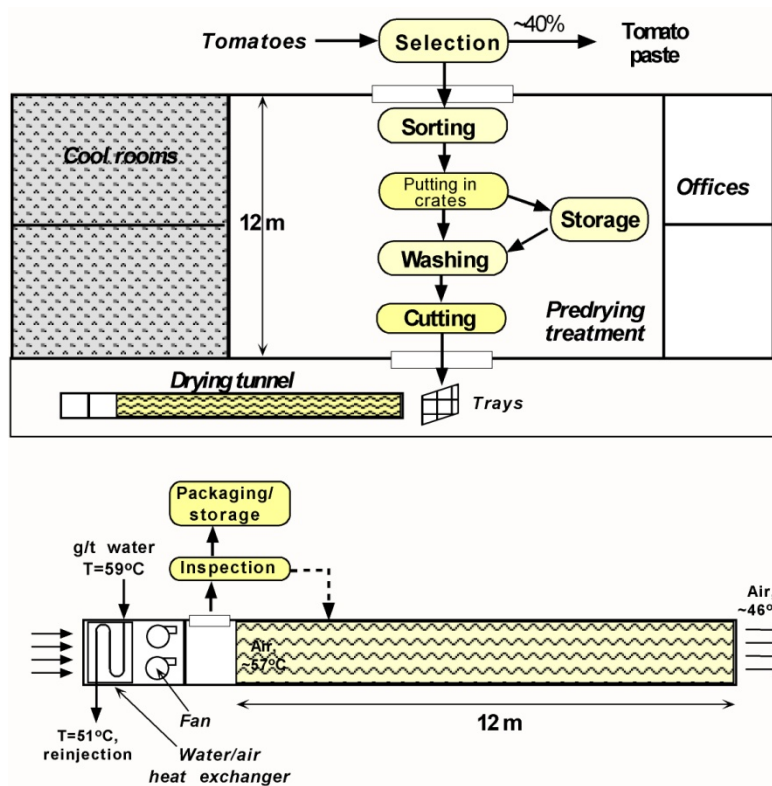 Tomatoes
Selection
~40%
Tomato
paste
Sorting
Cool rooms
Putting in
crates
Offices
Storage
12 m
Washing
Cutting
Predrying
treatment
Drying tunnel
Trays
Packaging/
storage
g/t water
T=59°C
Inspection
Air,
~46°
Air,
~57°C
Fan
12 m
T=51°C,
reinjection
Water/air
heat exchanger